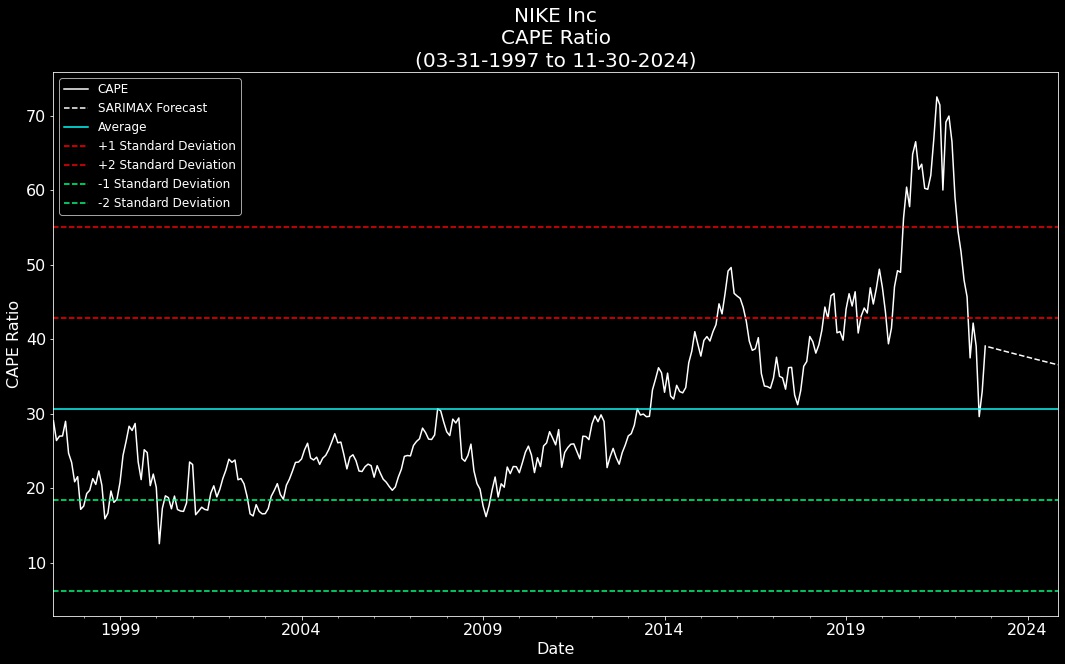 NIKE Inc
CAPE Ratio
(03-31-1997 to 11-30-2024)
CAPE
SARIMAX Forecast
Average
+1 Standard Deviation
+2 Standard Deviation
-1 Standard Deviation
-2 Standard Deviation
70
60
50
40
30
20
10
CAPE Ratio
1999
2004
2009
2014
2019
2024
Date